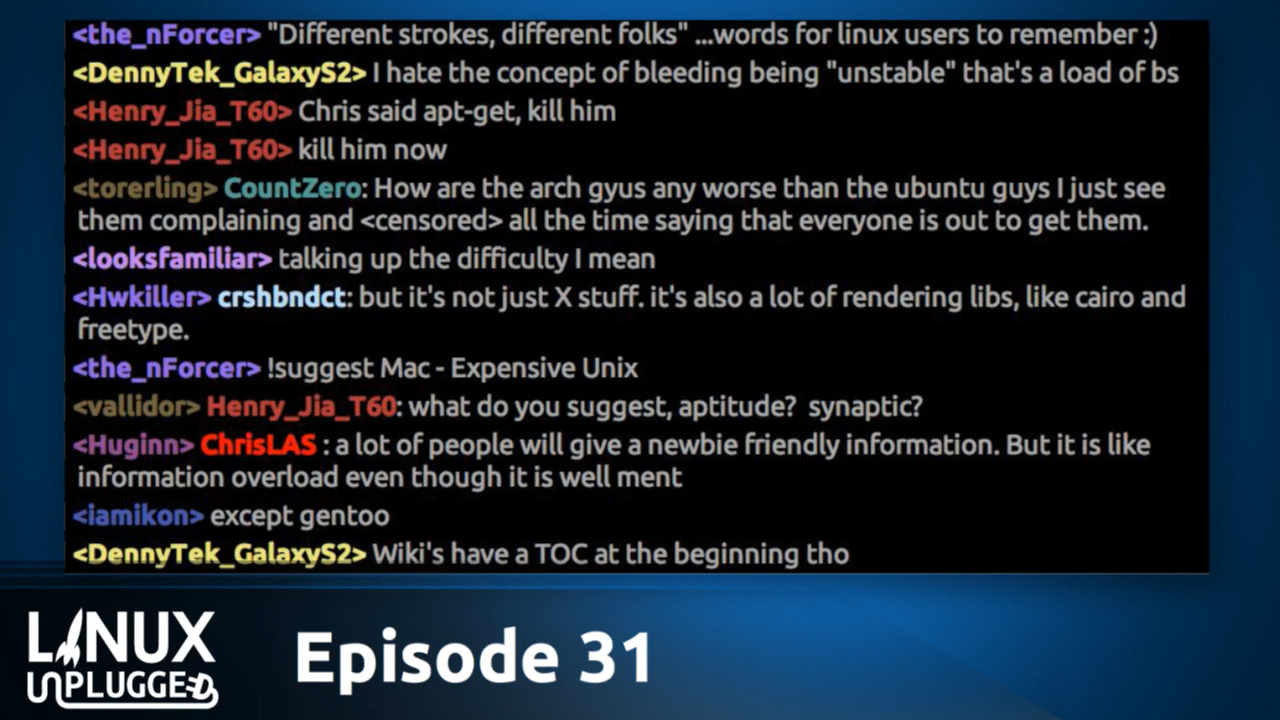 <the_nForcer> "Different strokes, different folks" ...words for linux users to remember :)
<DennyTek_GalaxyS2> I hate the concept of bleeding being "unstable" that's a load of bs
<Henry_Jia_T60> Chris said apt-get, kill him
<Henry_Jia_T60> kill him now
<torerling> CountZero: How are the arch gyus any worse than the ubuntu guys I just see
them complaining and <censored> all the time saying that everyone is out to get them.
<looksfamiliar> talking up the difficulty I mean
<Hwkiller> crshbndct: but it's not just X stuff. it's also a lot of rendering libs, like cairo and
freetype.
<the_nForcer> !suggest Mac - Expensive Unix
<vallidor> Henry_Jia_T60: what do you suggest, aptitude?  synaptic?
<Huginn> ChrisLAS : a lot of people will give a newbie friendly information. But it is like
information overload even though it is well ment
<iamikon> except gentoo
<DennyTek_GalaxyS2> Wiki's have a TOC at the beginning tho
LINUX
UNPLUGGED
Episode 31